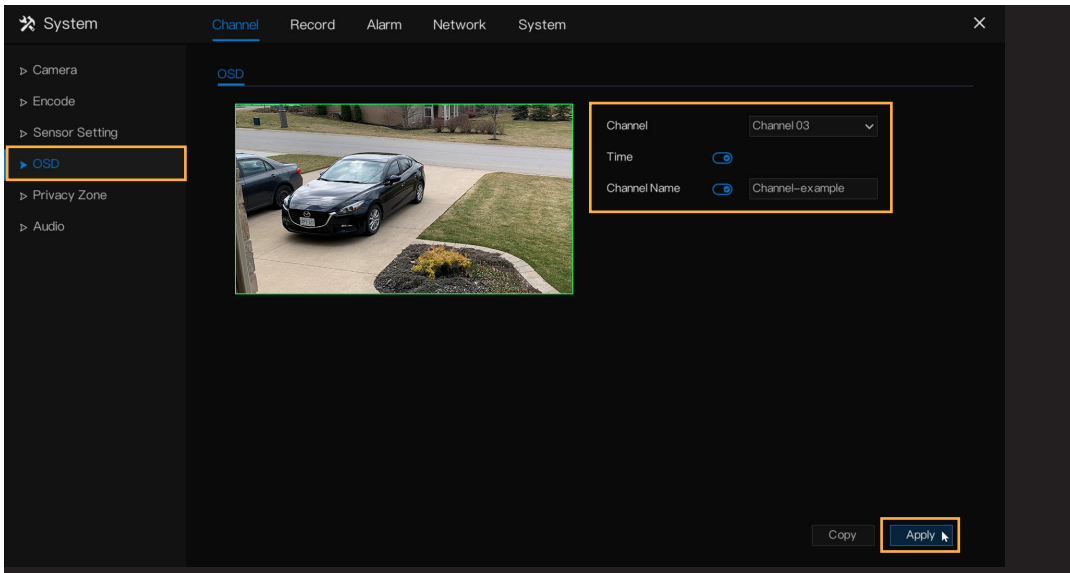 System
Channel Record Alarm Network System
Camera
Encode
Sensor Setting
OSD
Privacy Zone
Audio
OSD
Channel Channel 03
Time
Channel Name Channel-example
Copy Apply